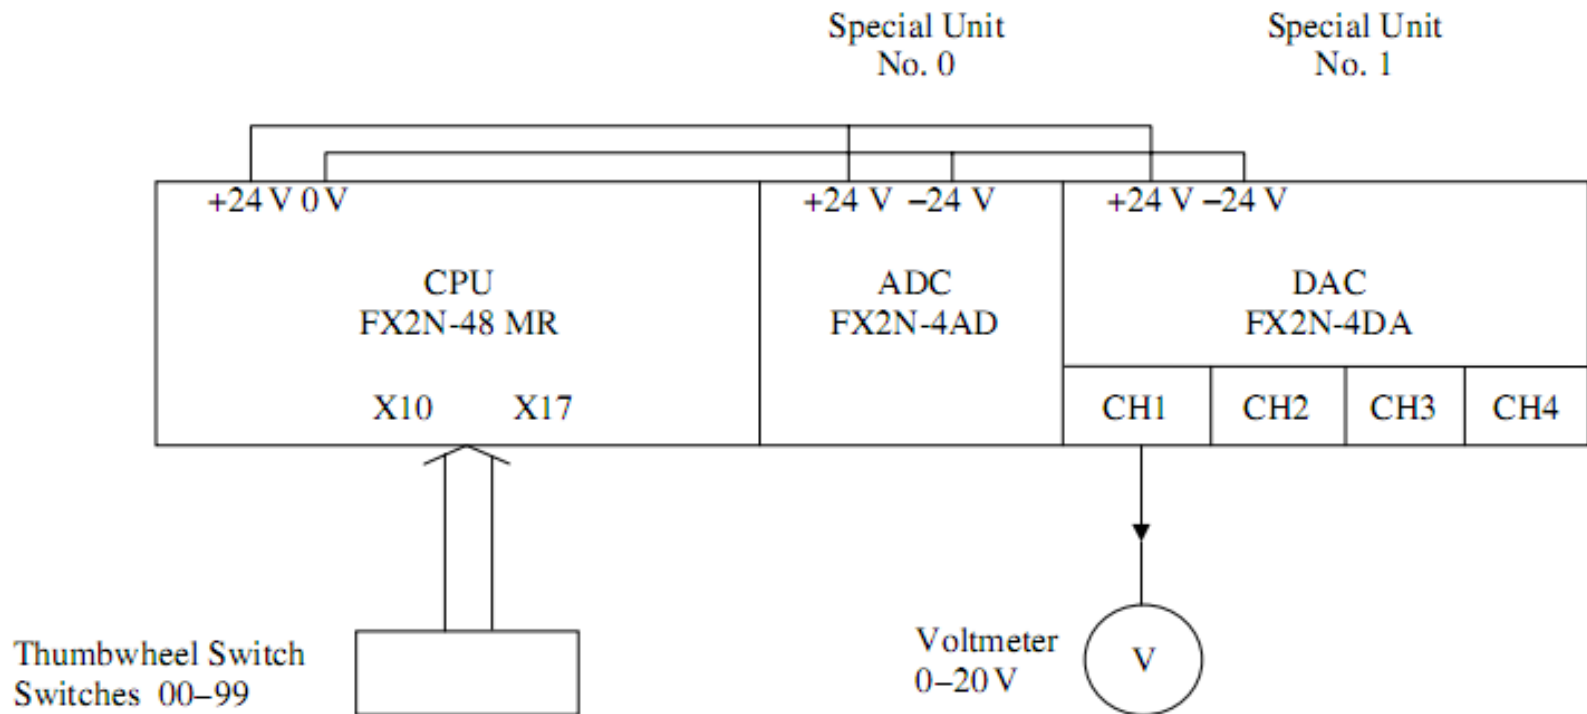 Special Unit
No. 0
Special Unit
No. 1
+24 V 0 V
+24 V –24 V
+24 V –24 V
CPU
FX2N-48 MR
ADC
FX2N-4AD
DAC
FX2N-4DA
X10 X17
CH1
CH2
CH3
CH4
Thumbwheel Switch
Switches 00–99
Voltmeter
0–20 V
V